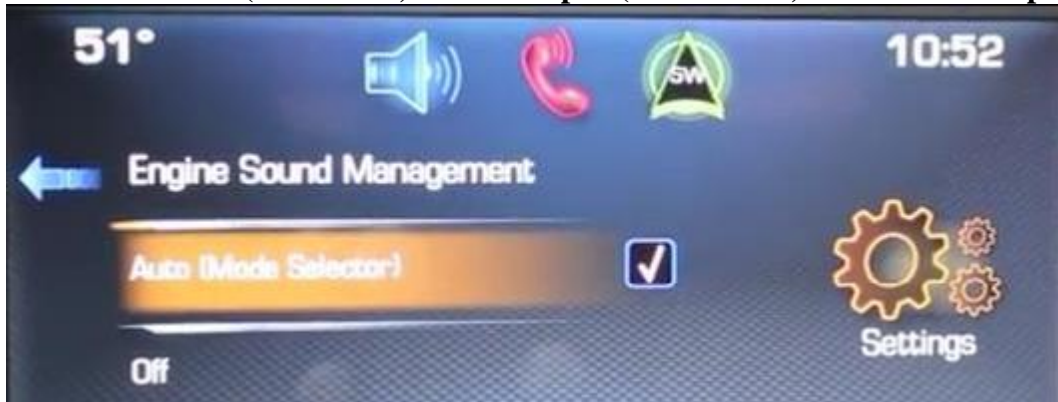 51° 10:52
SW
Engine Sound Management
Auto (Mode Selector)
Off
Settings